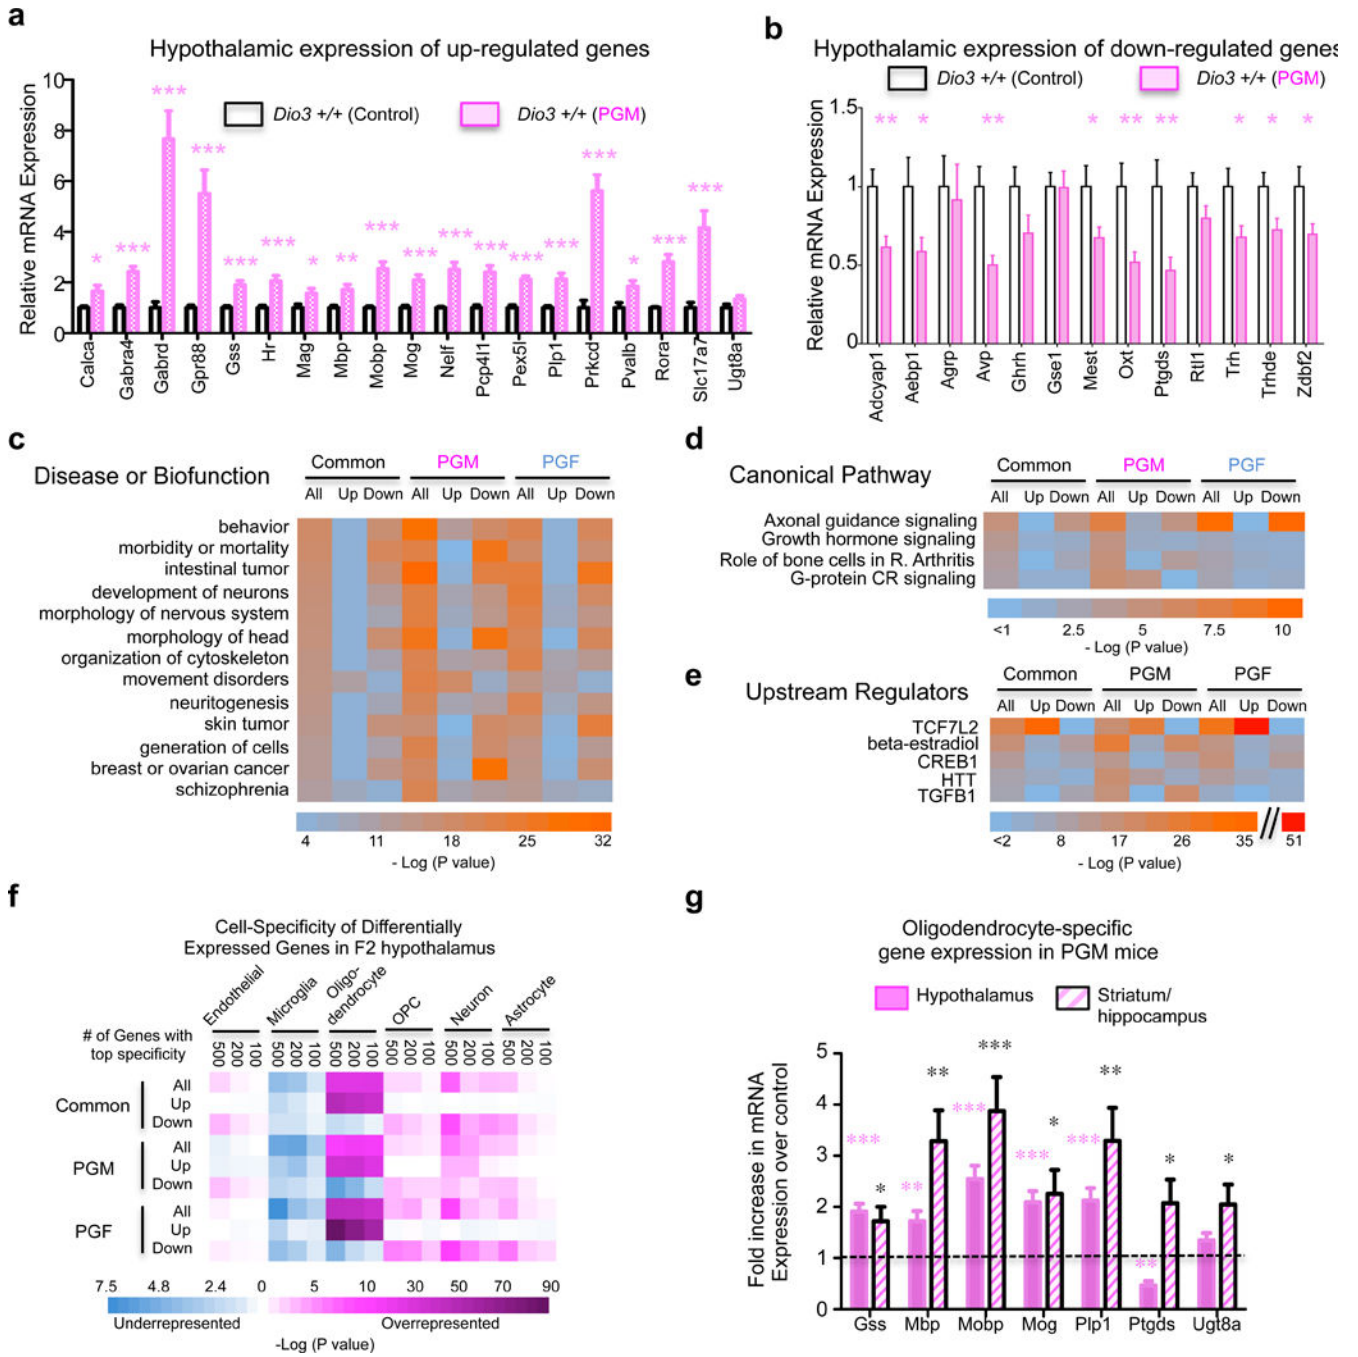 a
Hypothalamic expression of up-regulated genes
Relative mRNA Expression
10
8
6
4
2
0
Dio3 +/+ (Control)
Dio3 +/+ (PGM)
*
***
***
***
***
***
*
**
***
***
***
***
***
***
***
*
***
***
Calca
Gabra4
Gabrd
Gpr88
Gss
Hr
Mag
Mbp
Mobp
Mog
Nelf
Pcp4l1
Pex5l
Plp1
Prkcd
Pvalb
Rora
Slc17a7
Ugt8a
b
Hypothalamic expression of down-regulated genes
Dio3 +/+ (Control)
Dio3 +/+ (PGM)
Relative mRNA Expression
1.5
1
0.5
0
**
*
**
*
**
**
*
*
*
Adcyap1
Aebp1
Agrp
Avp
Ghrh
Gse1
Mest
Oxt
Ptgds
Rtl1
Trh
Trhde
Zdbf2
c
Disease or Biofunction
Common PGM PGF
All Up Down All Up Down All Up Down
behavior
morbidity or mortality
intestinal tumor
development of neurons
morphology of nervous system
morphology of head
organization of cytoskeleton
movement disorders
neuritogenesis
skin tumor
generation of cells
breast or ovarian cancer
schizophrenia
4 11 18 25 32
- Log (P value)
d
Canonical Pathway
Common PGM PGF
All Up Down All Up Down All Up Down
Axonal guidance signaling
Growth hormone signaling
Role of bone cells in R. Arthritis
G-protein CR signaling
<1 2.5 5 7.5 10
- Log (P value)
e
Upstream Regulators
Common PGM PGF
All Up Down All Up Down All Up Down
TCF7L2
beta-estradiol
CREB1
HTT
TGFB1
<2 8 17 26 35 // 51
- Log (P value)
f
Cell-Specificity of Differentially
Expressed Genes in F2 hypothalamus
Endothelial
Microglia
Oligo-
dendrocyte
OPC
Neuron
Astrocyte
# of Genes with
top specificity
500 200 100 500 200 100 500 200 100 500 200 100 500 200 100 500 200 100
Common
All
Up
Down
PGM
All
Up
Down
PGF
All
Up
Down
7.5 4.8 2.4 0 5 10 30 50 70 90
Underrepresented Overrepresented
-Log (P value)
g
Oligodendrocyte-specific
gene expression in PGM mice
Hypothalamus
Striatum/
hippocampus
Fold increase in mRNA
Expression over control
5
4
3
2
1
0
***
*
**
**
***
***
***
*
***
**
**
*
*
Gss Mbp Mobp Mog Plp1 Ptgds Ugt8a